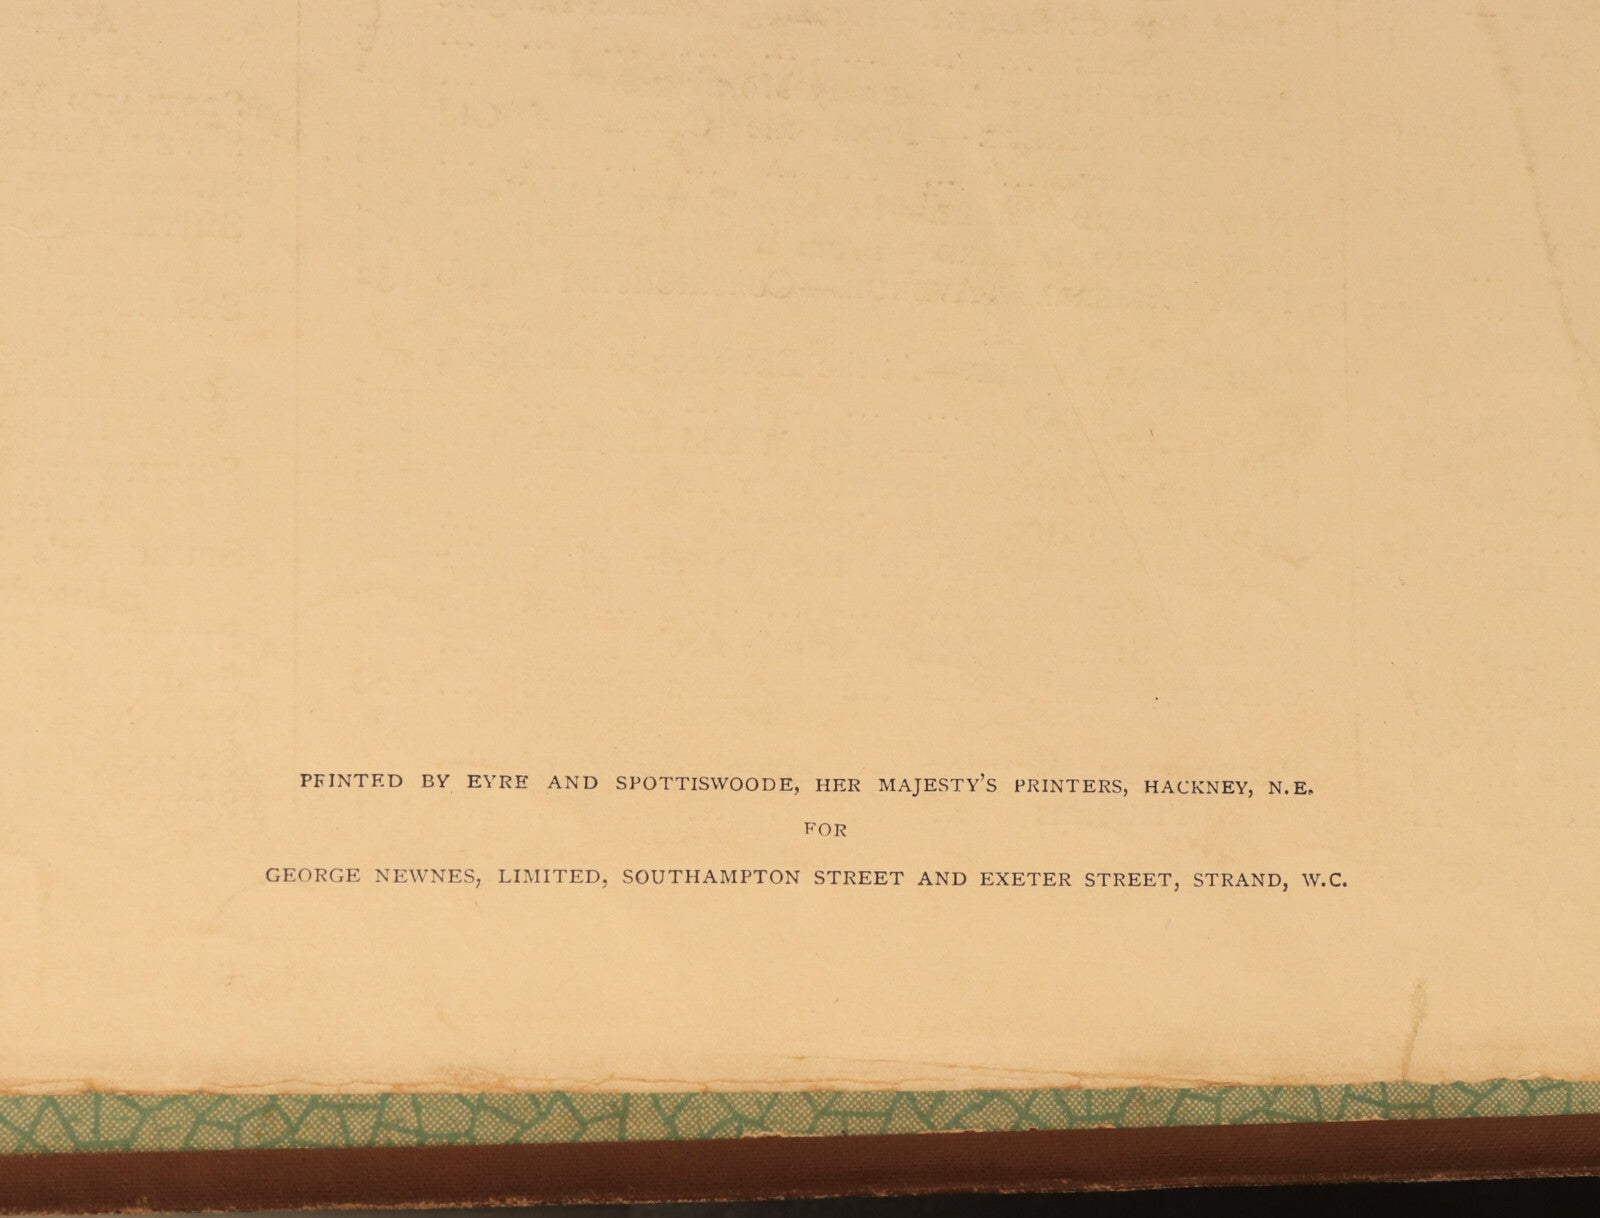 PRINTED BY EYRE AND SPOTTISWOODE, HER MAJESTY'S PRINTERS, HACKNEY, N.E.
FOR
GEORGE NEWNES, LIMITED, SOUTHAMPTON STREET AND EXETER STREET, STRAND, W.C.